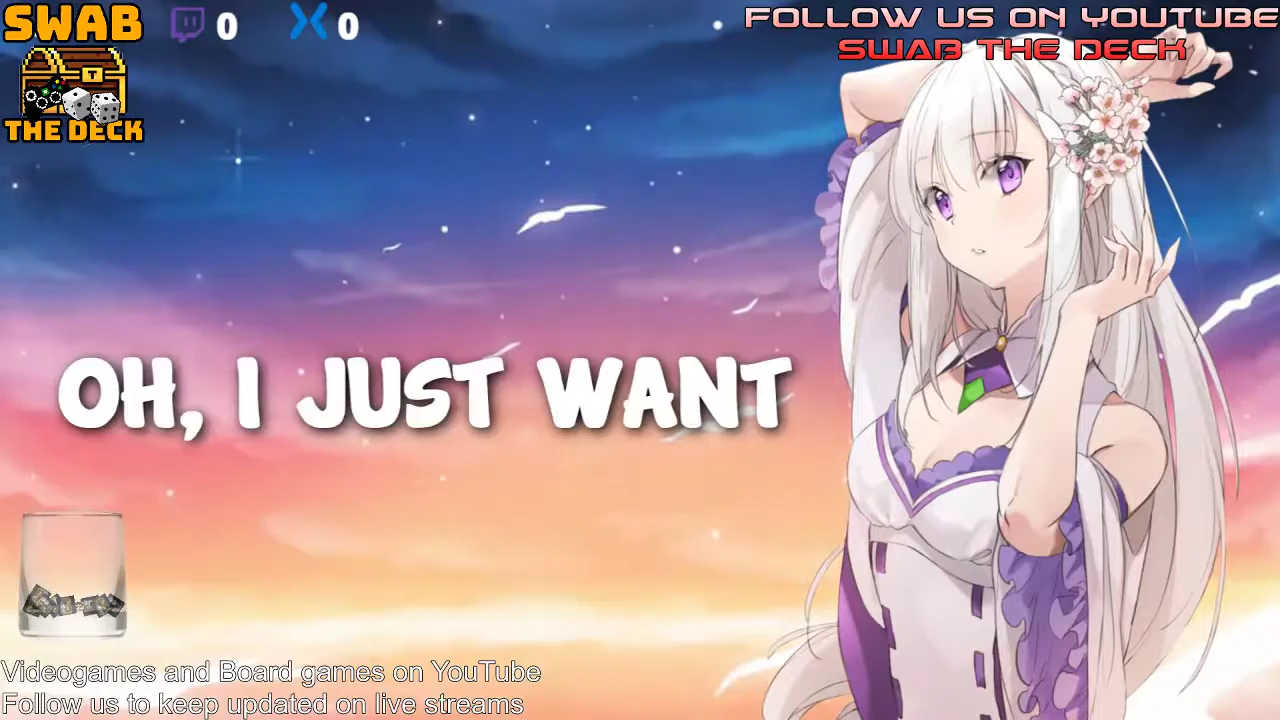 SWAB
THE DECK
0
0
FOLLOW US ON YOUTUBE
SWAB THE DECK
OH, I JUST WANT
Videogames and Board games on YouTube
Follow us to keep updated on live streams